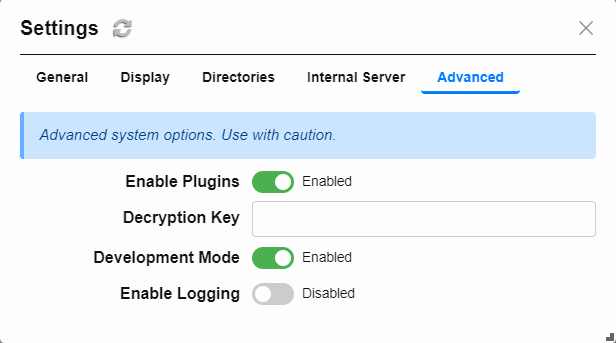 Settings
General Display Directories Internal Server Advanced
Advanced system options. Use with caution.
Enable Plugins Enabled
Decryption Key
Development Mode Enabled
Enable Logging Disabled